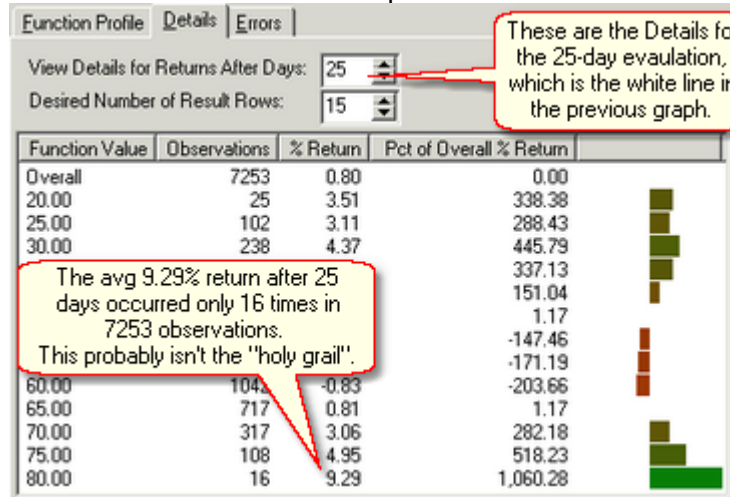 Function Profile Details Errors
These are the Details fo
the 25-day evaulation,
which is the white line in
the previous graph.
View Details for Returns After Days: 25
Desired Number of Result Rows: 15
Function Value Observations % Return Pct of Overall % Return
Overall 7253 0.80 0.00
20.00 25 3.51 338.38
25.00 102 3.11 288.43
30.00 238 4.37 445.79
337.13
151.04
1.17
-147.46
-171.19
The avg 9.29% return after 25
days occurred only 16 times in
7253 observations.
This probably isn't the "holy grail".
60.00 1042 -0.83 -203.66
65.00 717 0.81 1.17
70.00 317 3.06 282.18
75.00 108 4.95 518.23
80.00 16 9.29 1,060.28